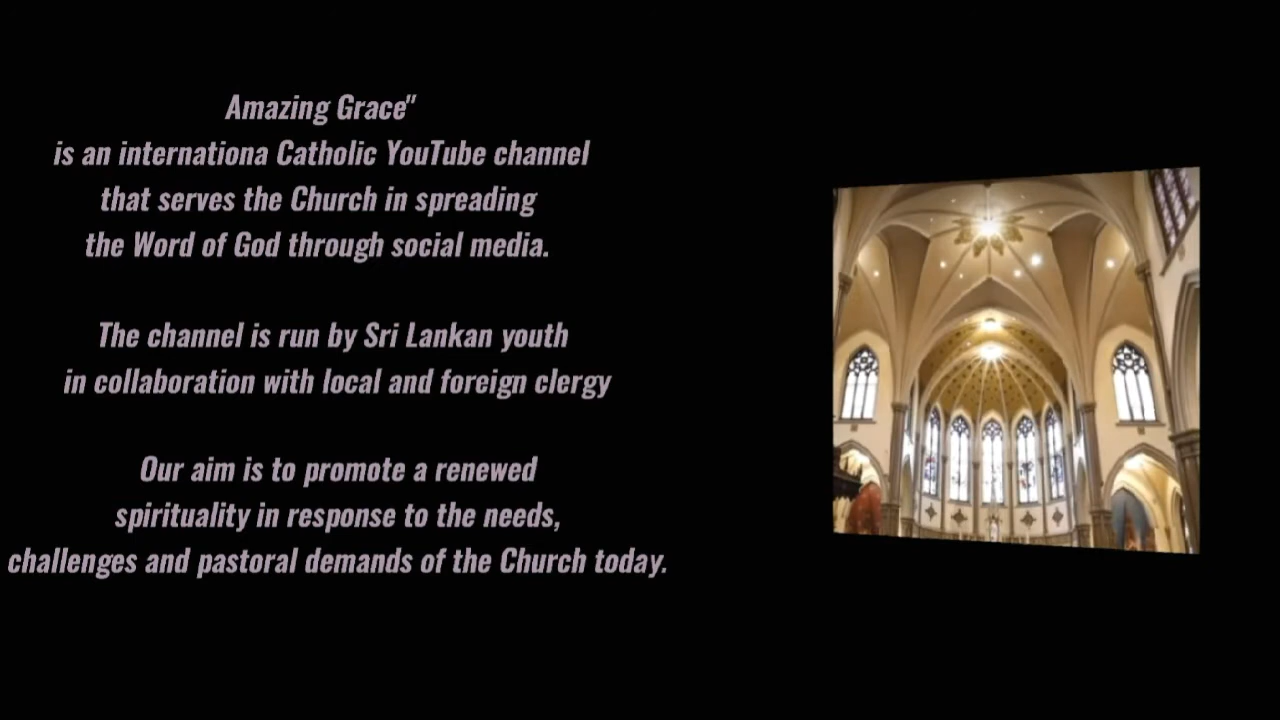 Amazing Grace"
is an internationa Catholic YouTube channel
that serves the Church in spreading
the Word of God through social media.
The channel is run by Sri Lankan youth
in collaboration with local and foreign clergy
Our aim is to promote a renewed
spirituality in response to the needs,
challenges and pastoral demands of the Church today.